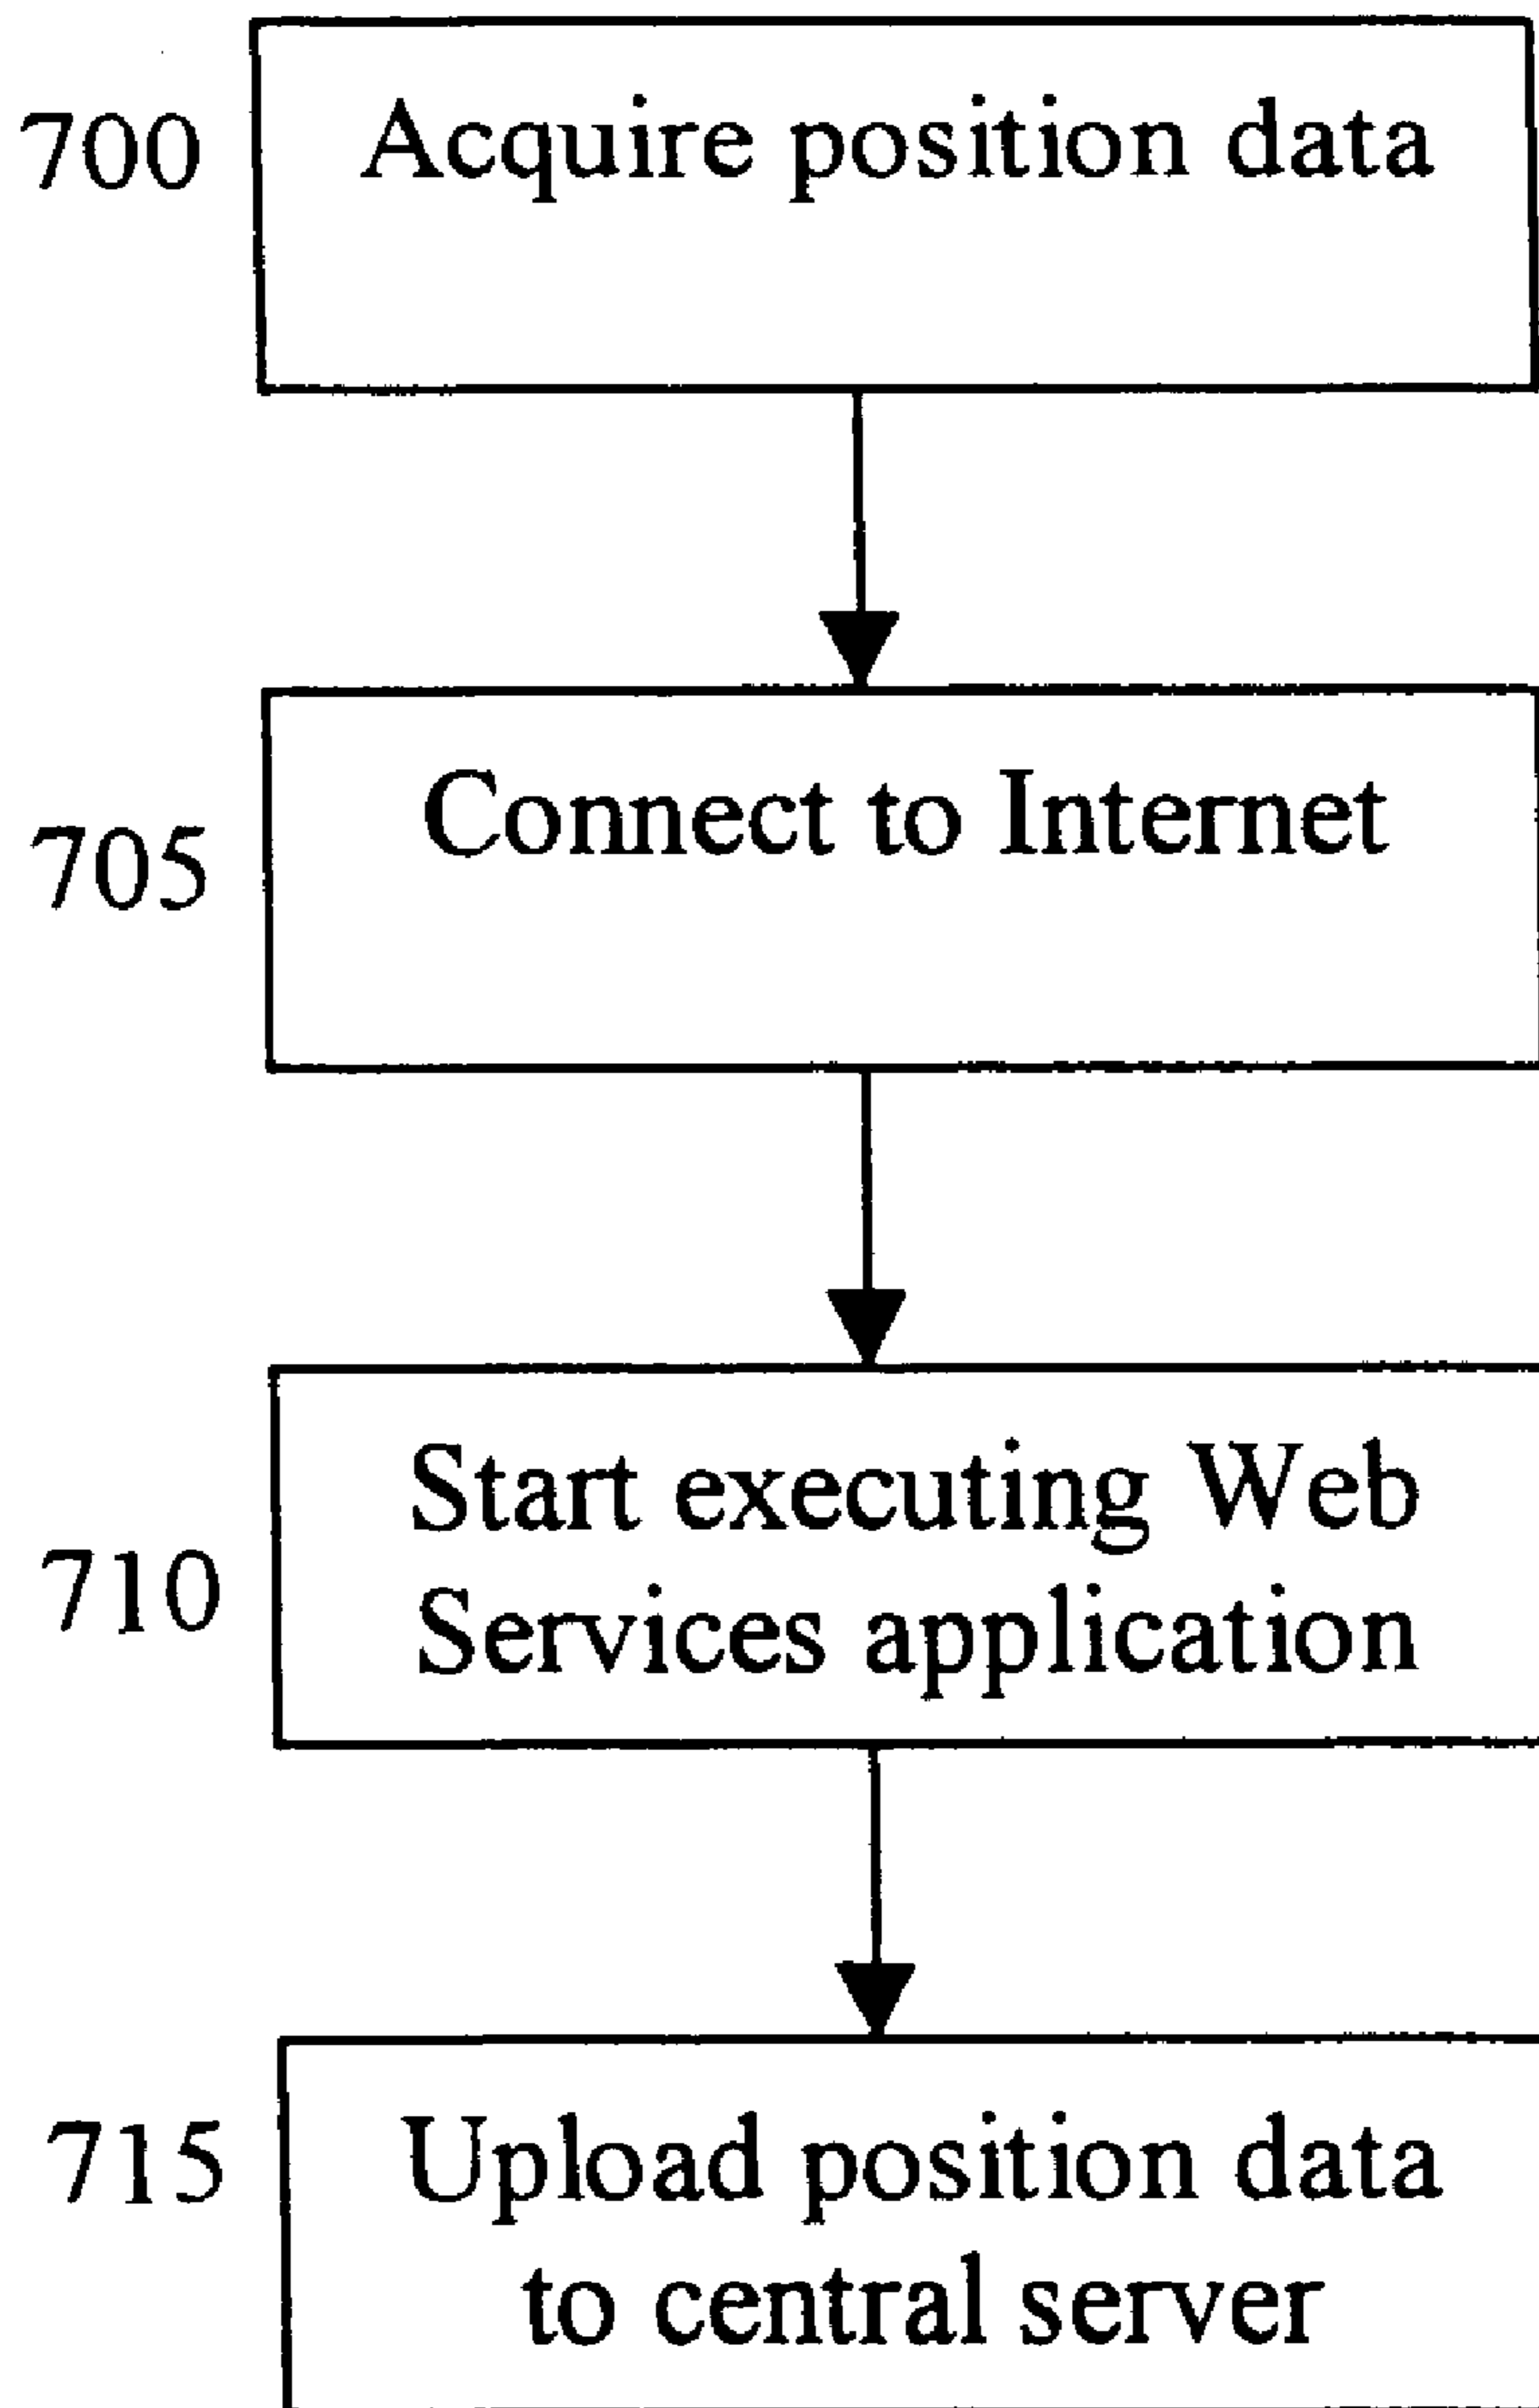 700
Acquire position data
705
Connect to Internet
710
Start executing Web
Services application
715
Upload position data
to central server